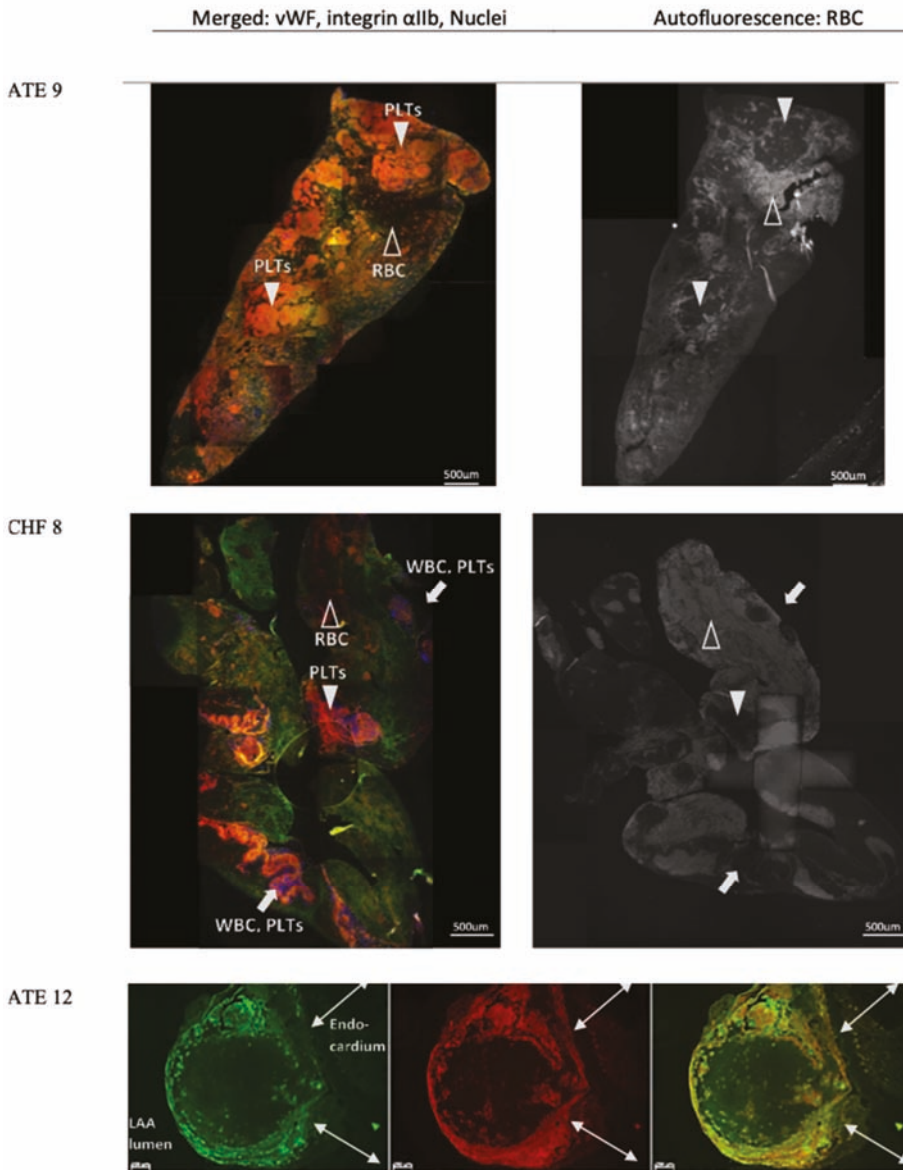 Merged: vWF, integrin αIIb, Nuclei
Autofluorescence: RBC
ATE 9
PLTs
PLTs
RBC
500um
500um
CHF 8
WBC. PLTs
RBC
PLTs
WBC. PLTs
500um
500um
ATE 12
Endo-
cardium
LAA
lumen